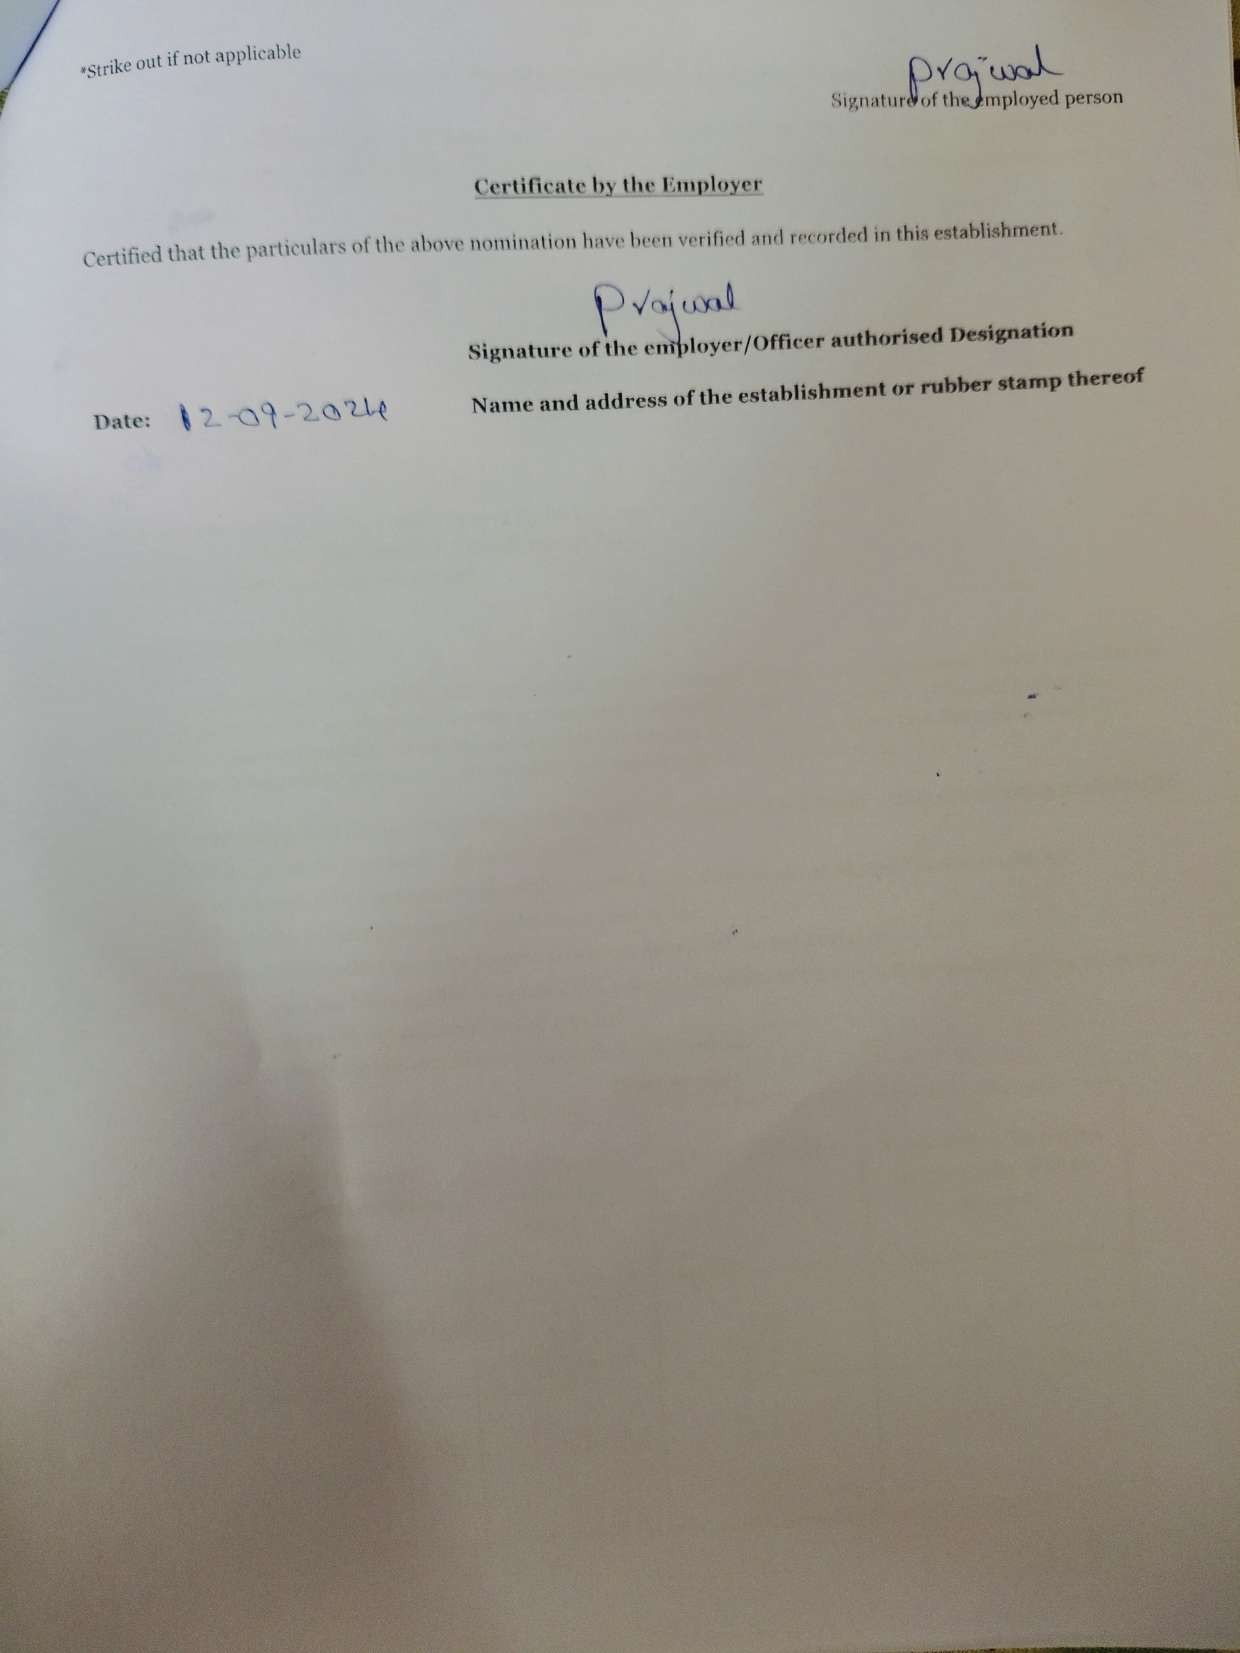 *Strike out if not applicable
Prajwal
Signature of the employed person
Certificate by the Employer
Certified that the particulars of the above nomination have been verified and recorded in this establishment.
Prajwal
Signature of the employer/Officer authorised Designation
Name and address of the establishment or rubber stamp thereof
Date: 12-09-2024